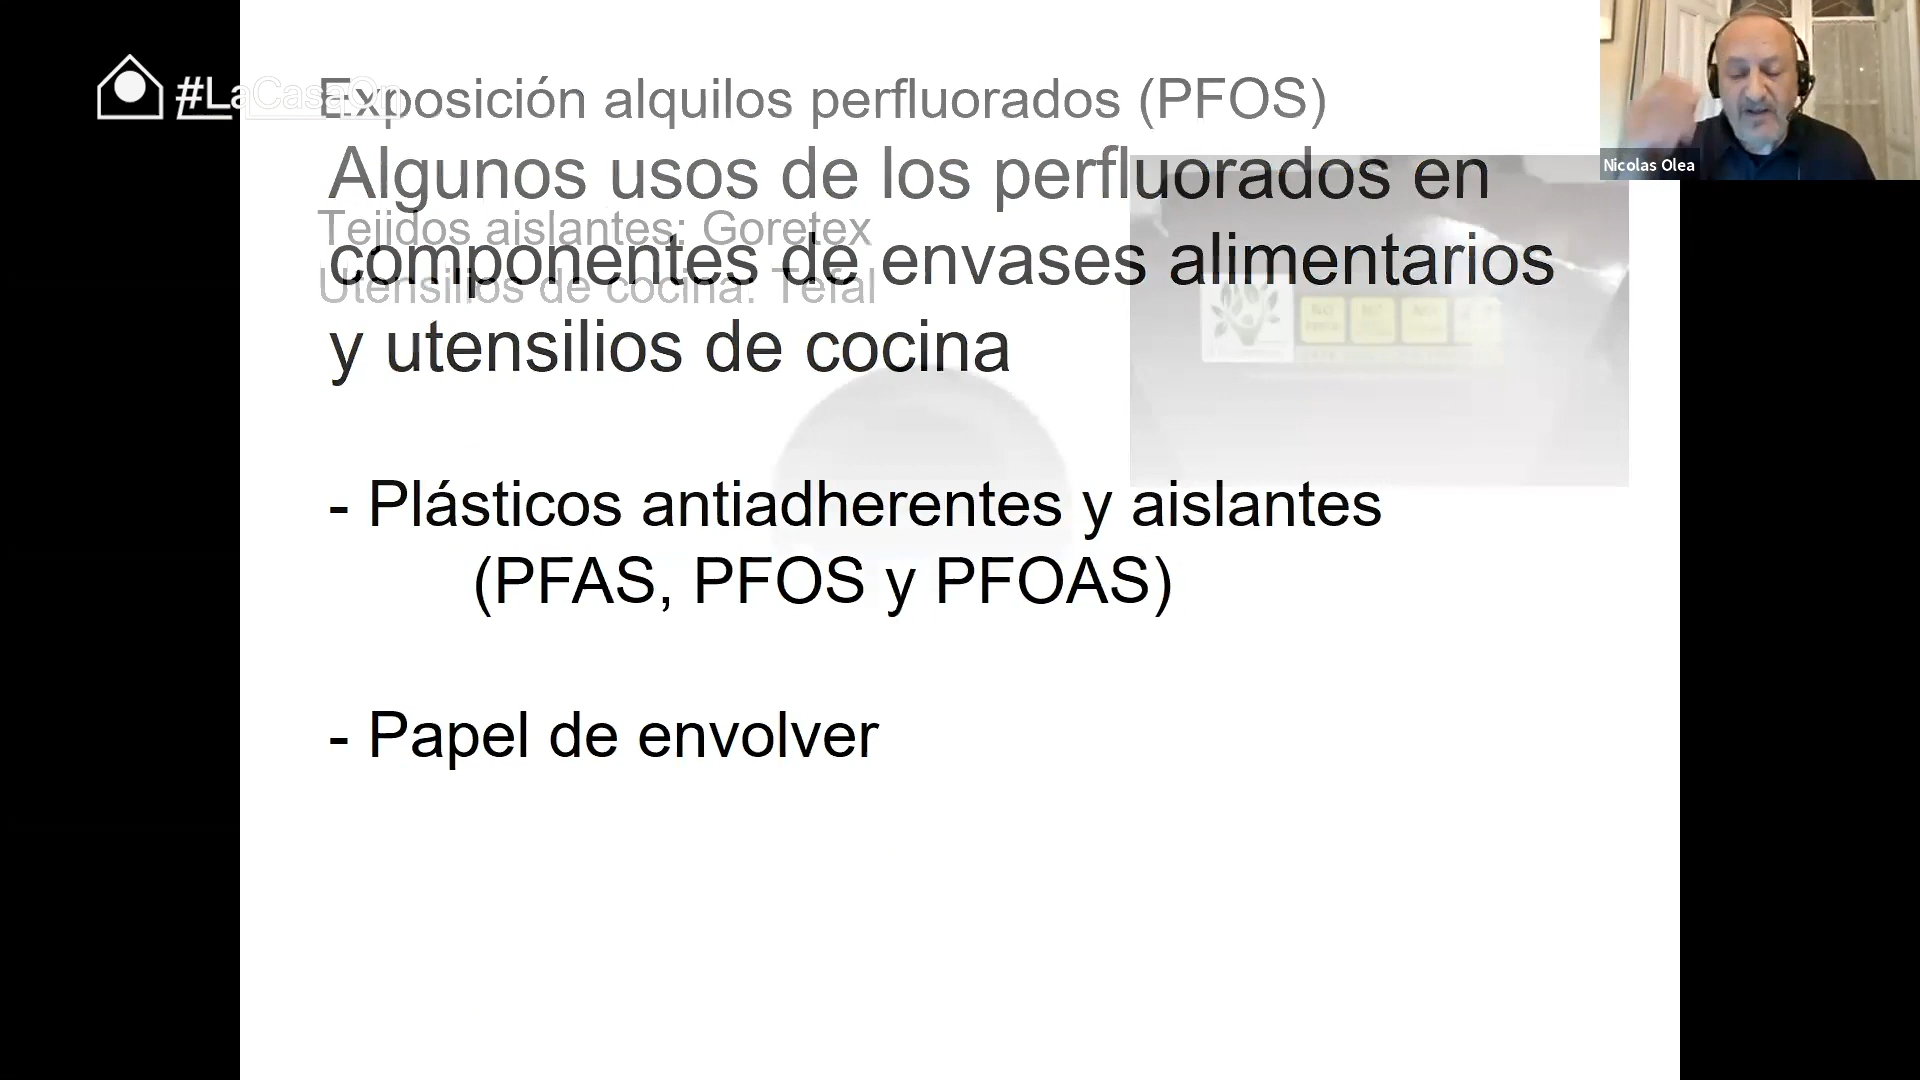 #LaCasaOn
Exposición alquilos perfluorados (PFOS)
Algunos usos de los perfluorados en
Tejidos aislantes: Goretex
componentes de envases alimentarios
Utensilios de cocina: Tefal
y utensilios de cocina
- Plásticos antiadherentes y aislantes
(PFAS, PFOS y PFOAS)
- Papel de envolver
Nicolas Olea